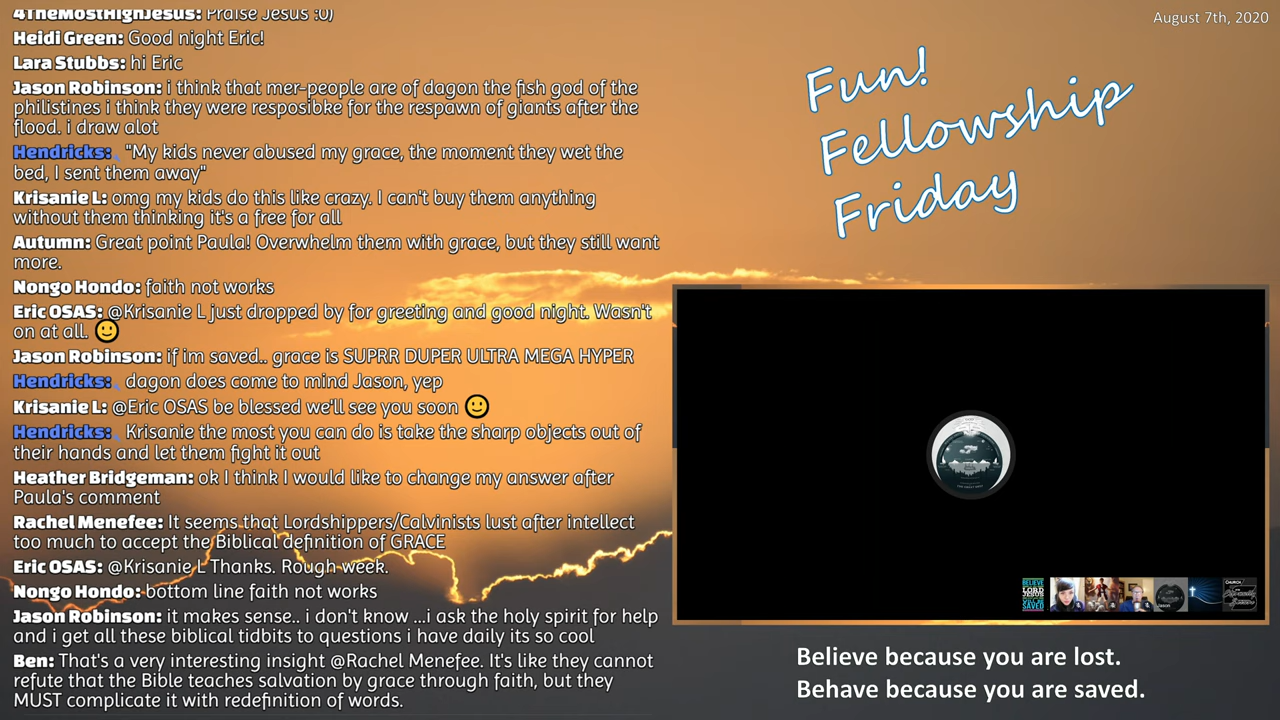 4TheMostHighJesus: Praise Jesus :0)
Heidi Green: Good night Eric!
Lara Stubbs: hi Eric
Jason Robinson: i think that mer-people are of dagon the fish god of the
philistines i think they were resposibke for the respawn of giants after the
flood. i draw alot
Hendricks: "My kids never abused my grace, the moment they wet the
bed, I sent them away"
Krisanie L: omg my kids do this like crazy. I can't buy them anything
without them thinking it's a free for all
Autumn: Great point Paula! Overwhelm them with grace, but they still want
more.
Nongo Hondo: faith not works
Eric OSAS: @Krisanie L just dropped by for greeting and good night. Wasn't
on at all. 🙂
Jason Robinson: if im saved.. grace is SUPRR DUPER ULTRA MEGA HYPER
Hendricks: dagon does come to mind Jason, yep
Krisanie L: @Eric OSAS be blessed we'll see you soon 🙂
Hendricks: Krisanie the most you can do is take the sharp objects out of
their hands and let them fight it out
Heather Bridgeman: ok I think I would like to change my answer after
Paula's comment
Rachel Menefee: It seems that Lordshippers/Calvinists lust after intellect
too much to accept the Biblical definition of GRACE
Eric OSAS: @Krisanie L Thanks. Rough week.
Nongo Hondo: bottom line faith not works
Jason Robinson: it makes sense.. i don't know ...i ask the holy spirit for help
and i get all these biblical tidbits to questions i have daily its so cool
Ben: That's a very interesting insight @Rachel Menefee. It's like they cannot
refute that the Bible teaches salvation by grace through faith, but they
MUST complicate it with redefinition of words.
August 7th, 2020
Fun!
Fellowship
Friday
BELIEVE
LORD
JESUS
SAVED
Jason
CHURCH
Believe because you are lost.
Behave because you are saved.